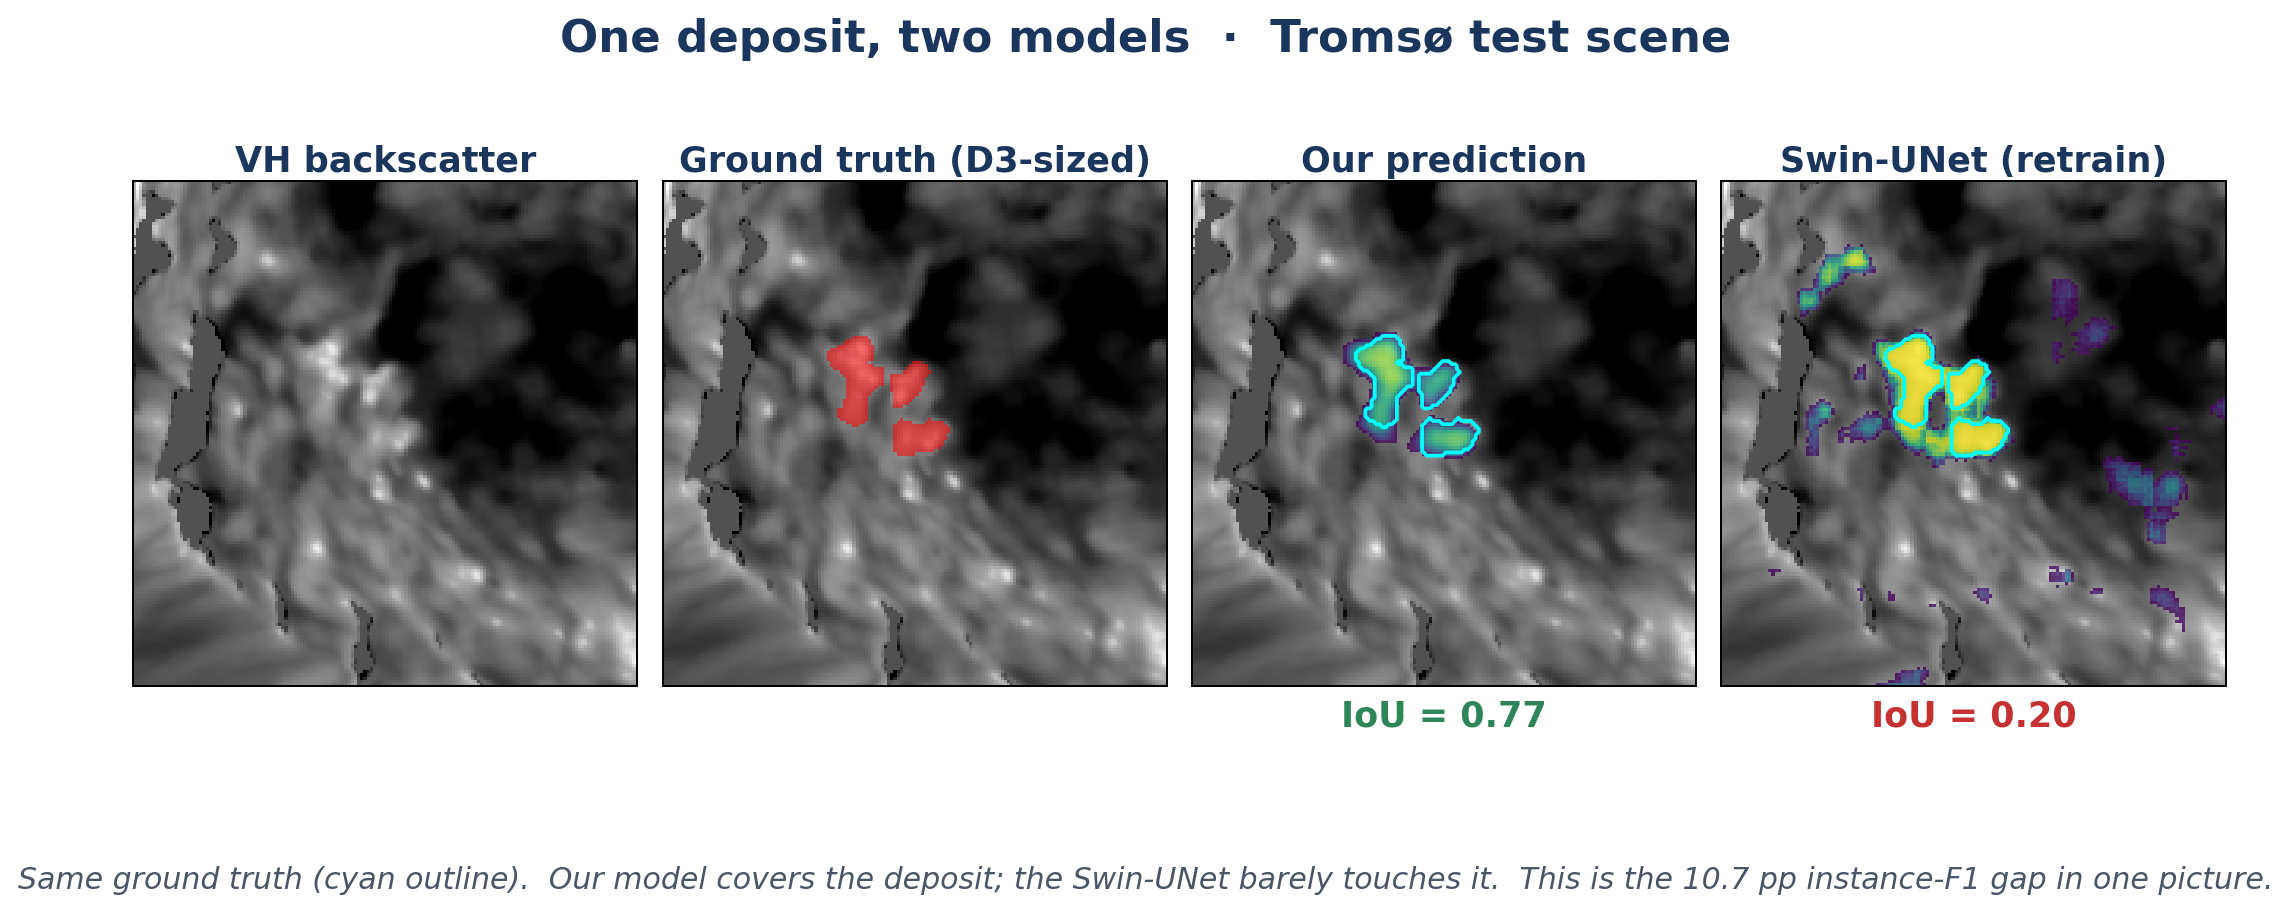 One deposit, two models · Tromsø test scene
VH backscatter
Ground truth (D3-sized)
Our prediction
Swin-UNet (retrain)
IoU = 0.77
IoU = 0.20
Same ground truth (cyan outline). Our model covers the deposit; the Swin-UNet barely touches it. This is the 10.7 pp instance-F1 gap in one picture.